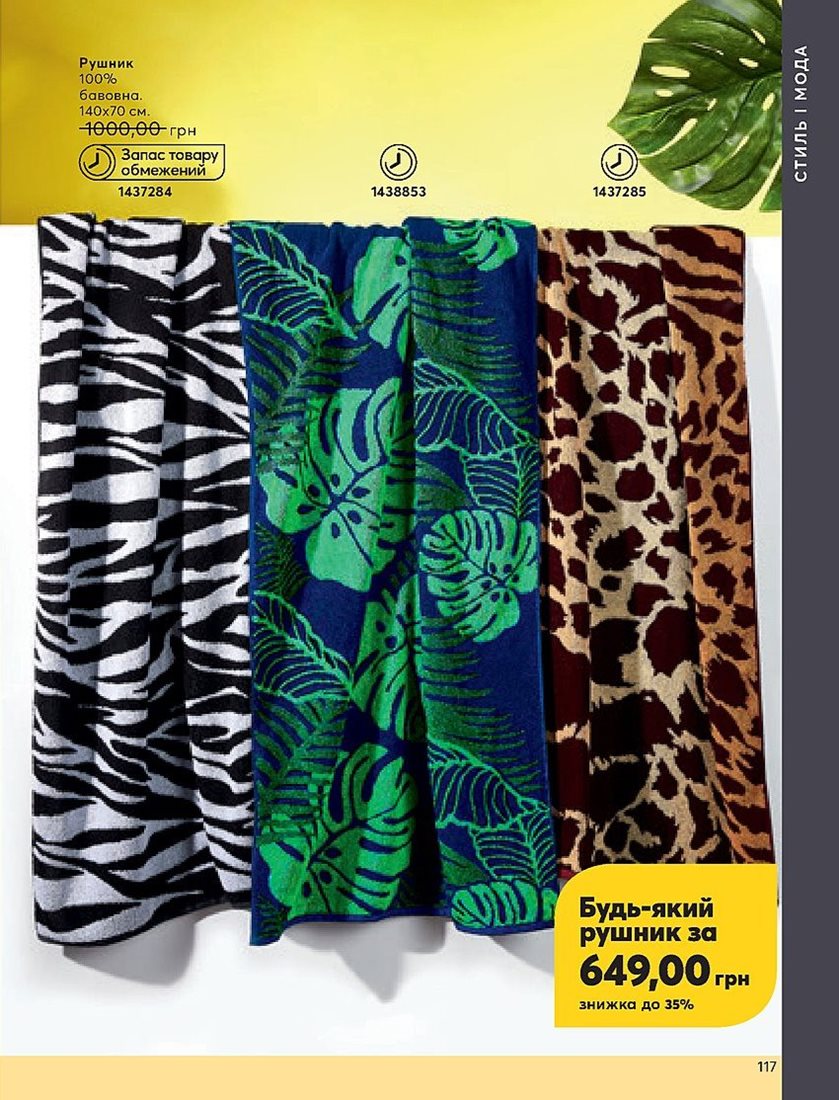 Рушник
100%
бавовна.
140х70 см.
1000,00 грн
Запас товару
обмежений
1437284
1438853
1437285
СТИЛЬ | МОДА
Будь-який
рушник за
649,00 грн
знижка до 35%
117